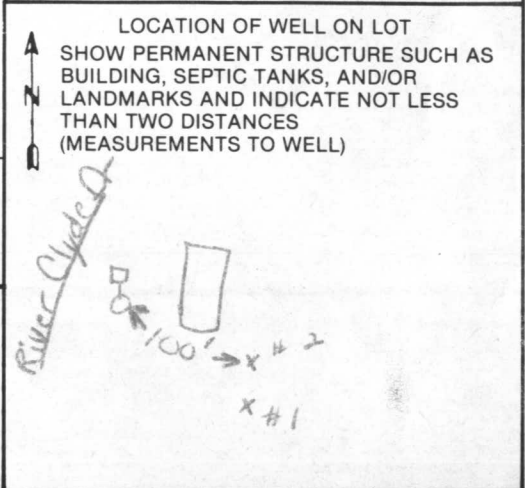 LOCATION OF WELL ON LOT
SHOW PERMANENT STRUCTURE SUCH AS
BUILDING, SEPTIC TANKS, AND/OR
N LANDMARKS AND INDICATE NOT LESS
THAN TWO DISTANCES
(MEASUREMENTS TO WELL)
River Clyde Dr
100'
x # 2
x # 1